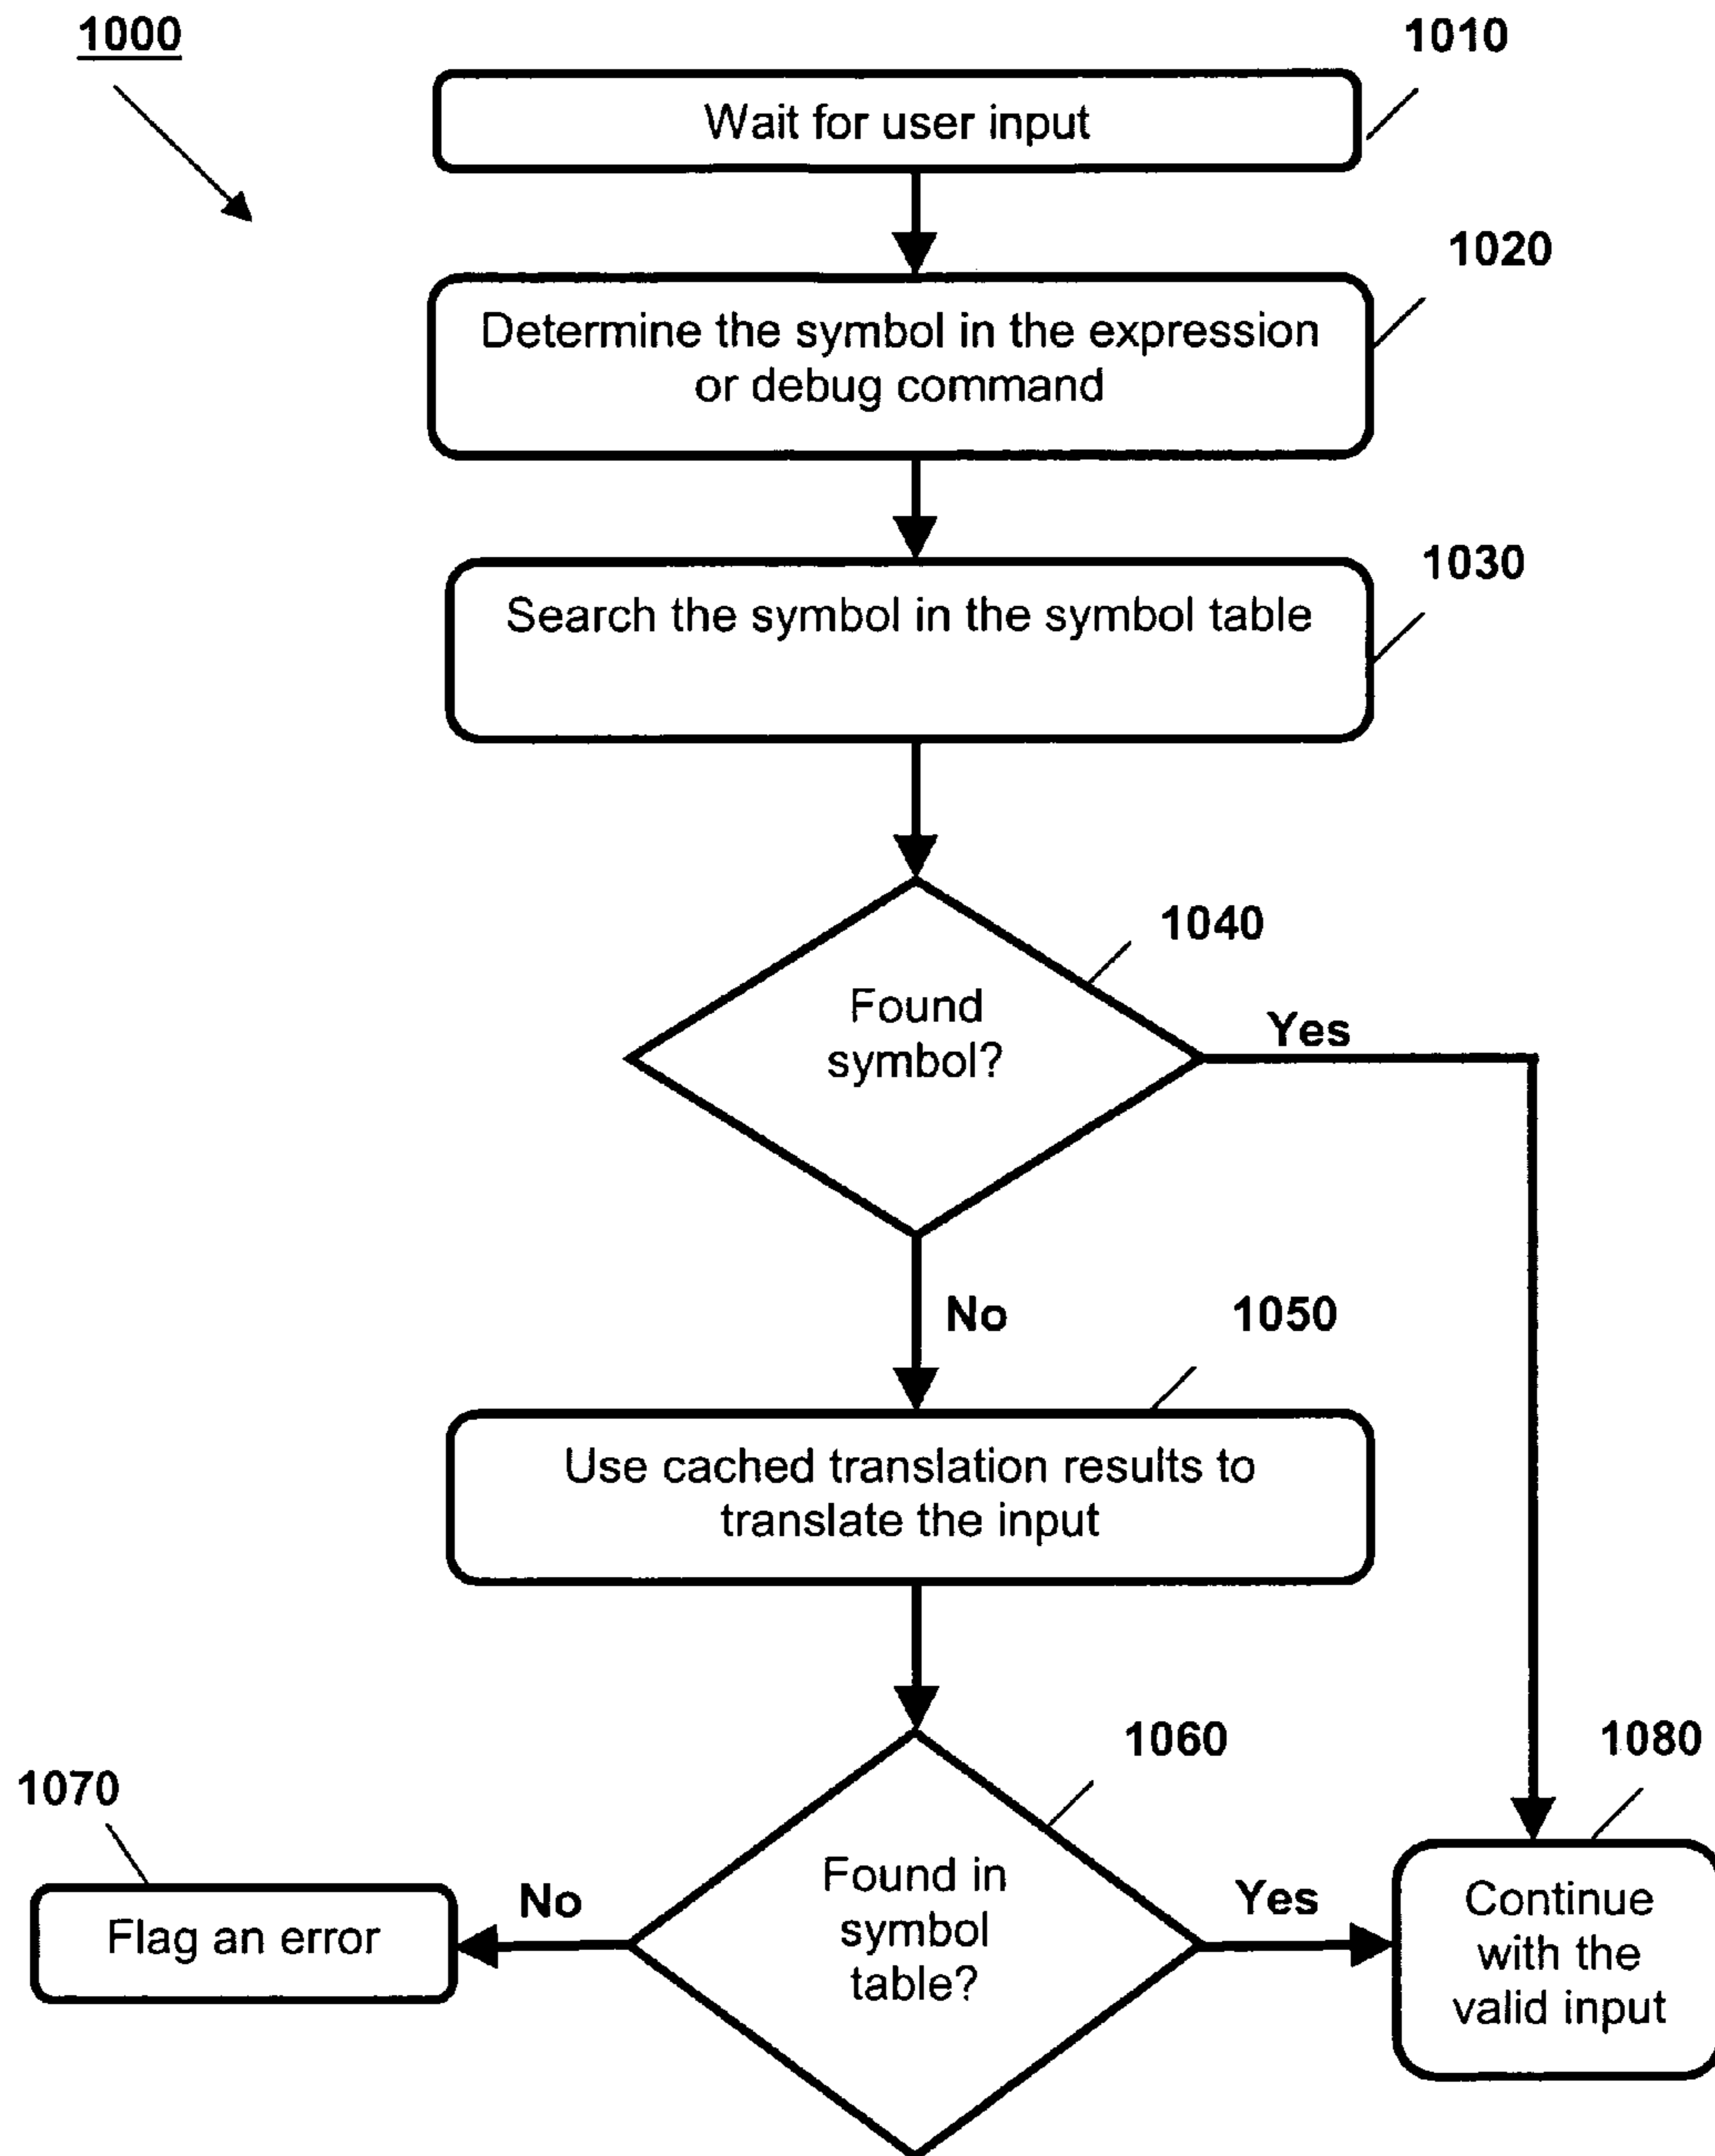 1000
1010
Wait for user input
1020
Determine the symbol in the expression
or debug command
1030
Search the symbol in the symbol table
1040
Found
symbol?
Yes
No
1050
Use cached translation results to
translate the input
1060
1080
1070
Found in
symbol
table?
No
Yes
Flag an error
Continue
with the
valid input